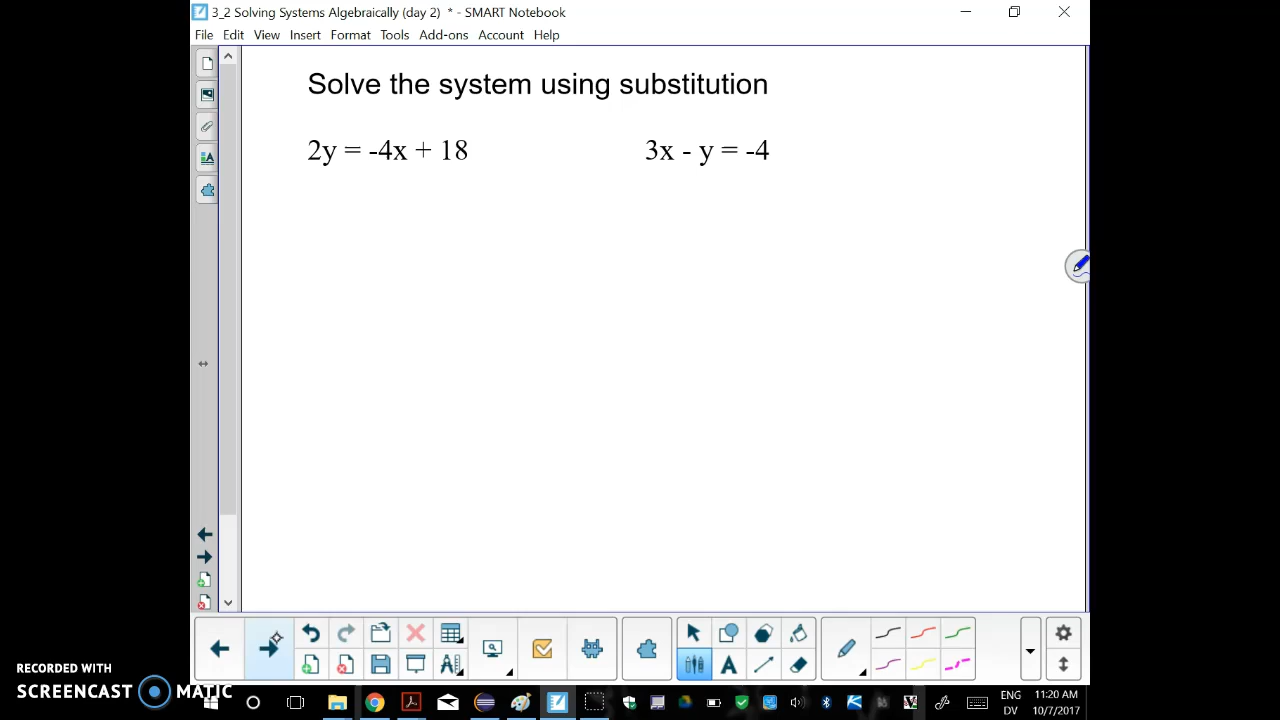 3_2 Solving Systems Algebraically (day 2) * - SMART Notebook
File Edit View Insert Format Tools Add-ons Account Help
Solve the system using substitution
2y = -4x + 18 3x - y = -4
RECORDED WITH
SCREENCAST MATIC
ENG 11:20 AM
DV 10/7/2017